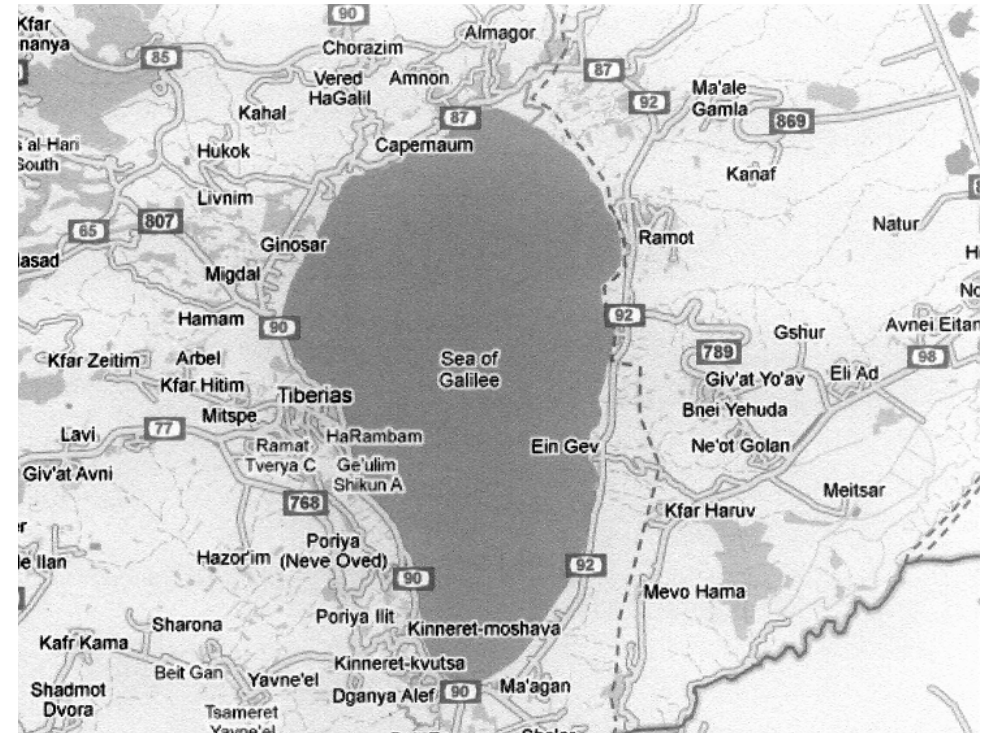 Kfar
90
Almagor
Chorazim
85
Vered
HaGalil
Amnon
87
92
Ma'ale
Gamla
869
Kahal
87
Capernaum
Hukok
Kanaf
South
Livnim
807
65
Ginosar
Ramot
Natur
Migdal
Hamam
90
92
Gshur
Avnei Eitan
Kfar Zeitim
Arbel
Sea of
Galilee
789
98
Kfar Hitim
Giv'at Yo'av
Eli Ad
Tiberias
Mitspe
Bnei Yehuda
Lavi
77
Ramat
Tverya C
HaRambam
Ein Gev
Ne'ot Golan
Giv'at Avni
Ge'ulim
Shikun A
768
Meitsar
Kfar Haruv
Hazor'im
Poriya
(Neve Oved)
90
92
Mevo Hama
Poriya Ilit
Sharona
Kinneret-moshava
Kafr Kama
Kinneret-kvutsa
Beit Gan
Yavne'el
Dganya Alef
90
Ma'agan
Shadmot
Dvora
Tsameret
Yavne'el